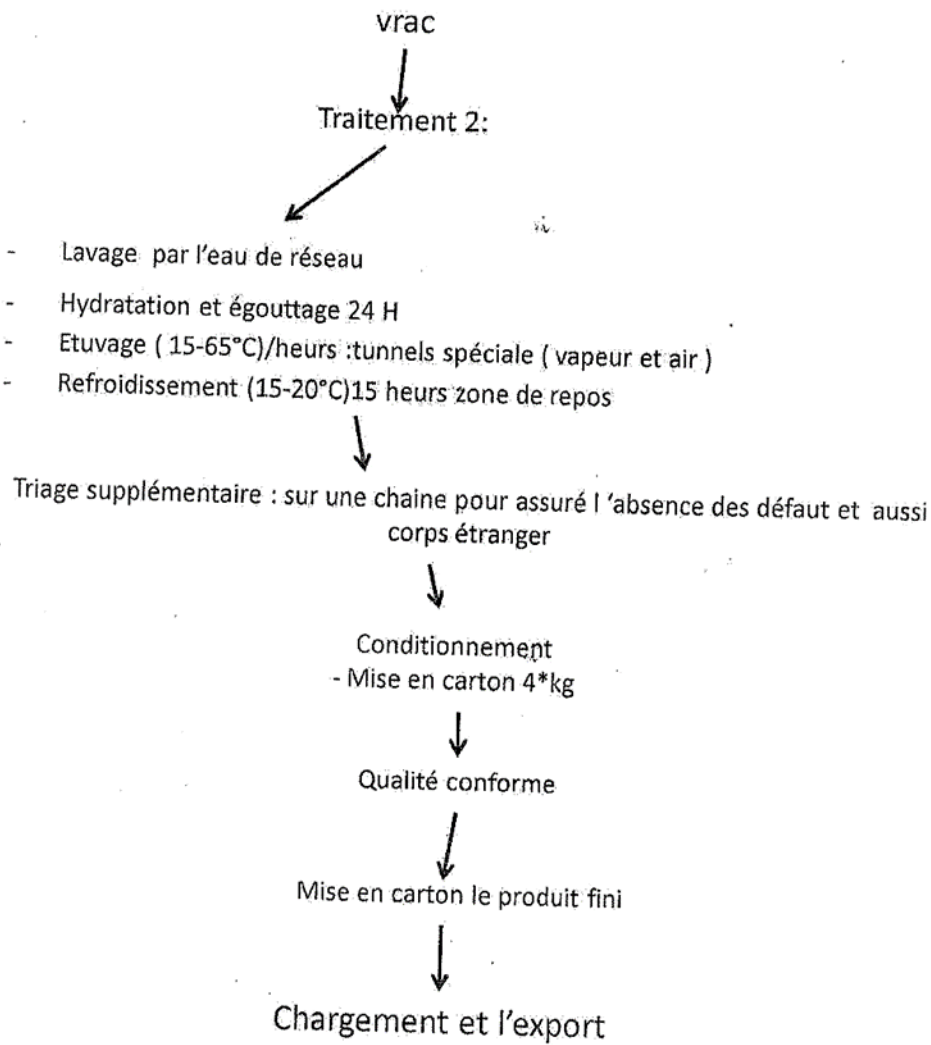 vrac
Traitement 2:
- Lavage par l'eau de réseau
- Hydratation et égouttage 24 H
- Etuvage ( 15-65°C)/heurs :tunnels spéciale ( vapeur et air )
- Refroidissement (15-20°C)15 heurs zone de repos
Triage supplémentaire : sur une chaine pour assuré l 'absence des défaut et aussi
corps étranger
Conditionnement
- Mise en carton 4*kg
Qualité conforme
Mise en carton le produit fini
Chargement et l'export